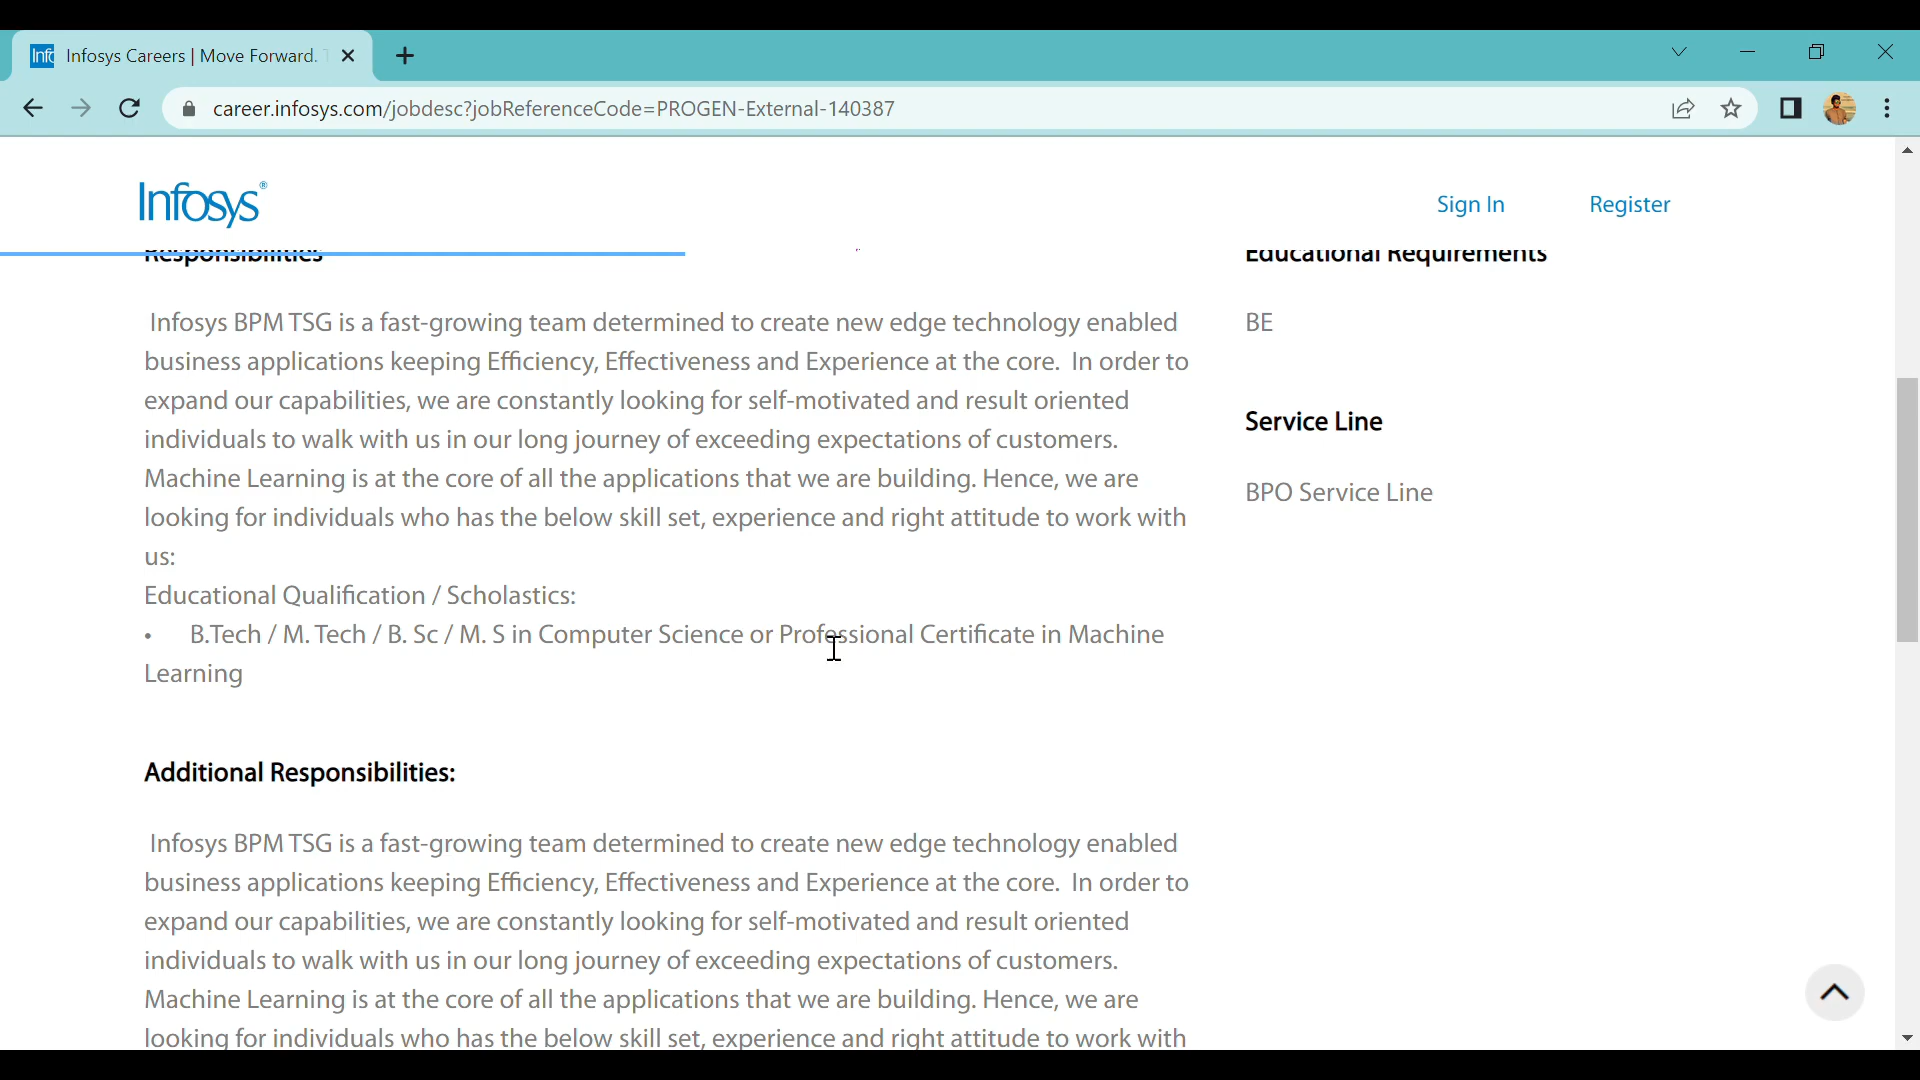 Info Infosys Careers | Move Forward.
career.infosys.com/jobdesc?jobReferenceCode=PROGEN-External-140387
Infosys®
Sign In Register
Responsibilities
Infosys BPM TSG is a fast-growing team determined to create new edge technology enabled
business applications keeping Efficiency, Effectiveness and Experience at the core.  In order to
expand our capabilities, we are constantly looking for self-motivated and result oriented
individuals to walk with us in our long journey of exceeding expectations of customers.
Machine Learning is at the core of all the applications that we are building. Hence, we are
looking for individuals who has the below skill set, experience and right attitude to work with
us:
Educational Qualification / Scholastics:
• B.Tech / M. Tech / B. Sc / M. S in Computer Science or Professional Certificate in Machine
Learning
Additional Responsibilities:
Infosys BPM TSG is a fast-growing team determined to create new edge technology enabled
business applications keeping Efficiency, Effectiveness and Experience at the core.  In order to
expand our capabilities, we are constantly looking for self-motivated and result oriented
individuals to walk with us in our long journey of exceeding expectations of customers.
Machine Learning is at the core of all the applications that we are building. Hence, we are
looking for individuals who has the below skill set, experience and right attitude to work with
Educational Requirements
BE
Service Line
BPO Service Line